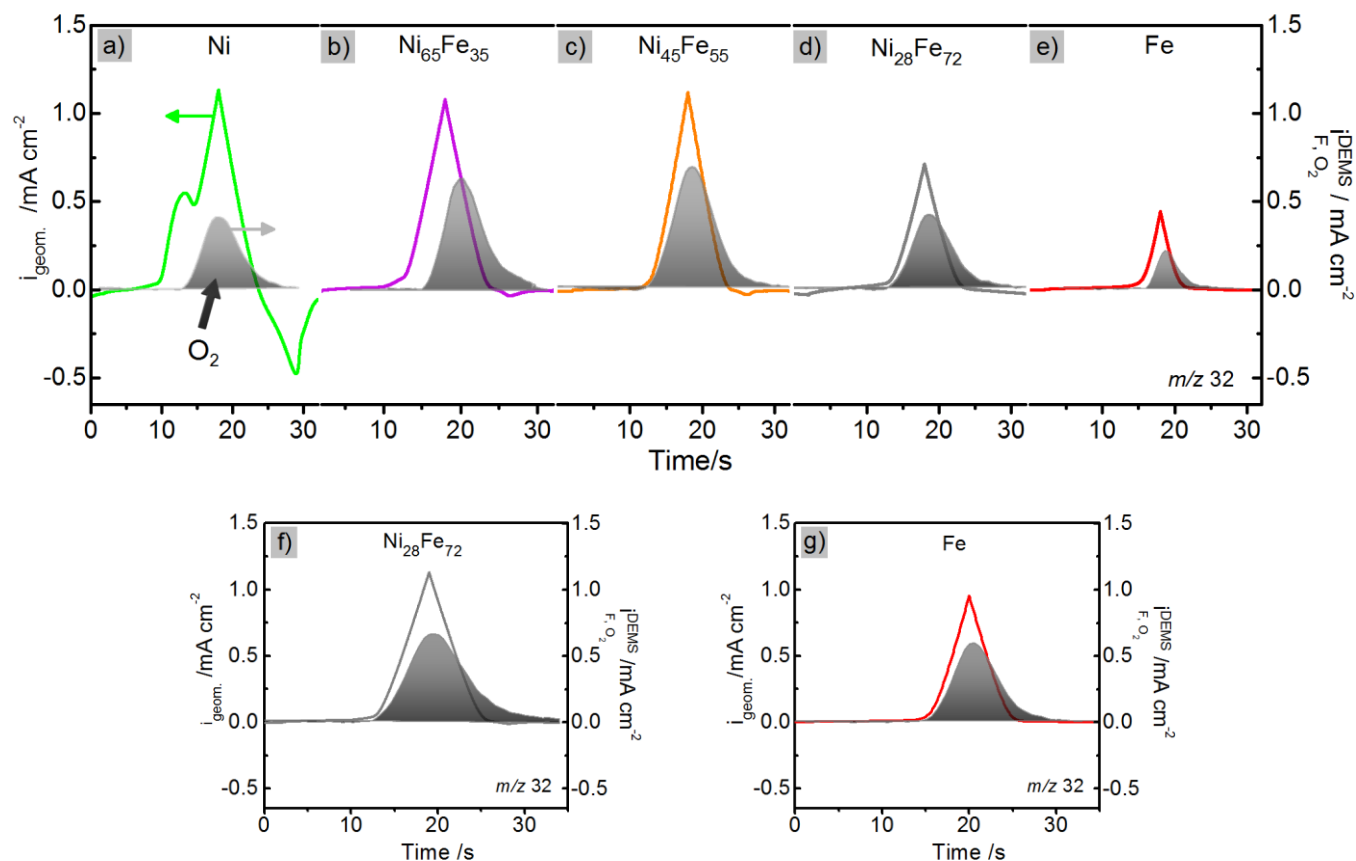 a) Ni
b) Ni₆₅Fe₃₅
c) Ni₄₅Fe₅₅
d) Ni₂₈Fe₇₂
e) Fe
1.5
1.0
0.5
0.0
-0.5
i_geom. /mA cm⁻²
O₂
1.5
1.0
0.5
0.0
-0.5
i^DEMS_F, O₂ / mA cm⁻²
m/z 32
0 10 20 30 10 20 30 10 20 30 10 20 30 10 20 30
Time/s
f)
Ni₂₈Fe₇₂
1.5
1.0
0.5
0.0
-0.5
i_geom. /mA cm⁻²
1.5
1.0
0.5
0.0
-0.5
i^DEMS_F, O₂ /mA cm⁻²
m/z 32
0 10 20 30
Time /s
g)
Fe
1.5
1.0
0.5
0.0
-0.5
i_geom. /mA cm⁻²
1.5
1.0
0.5
0.0
-0.5
i^DEMS_F, O₂ /mA cm⁻²
m/z 32
0 10 20 30
Time /s